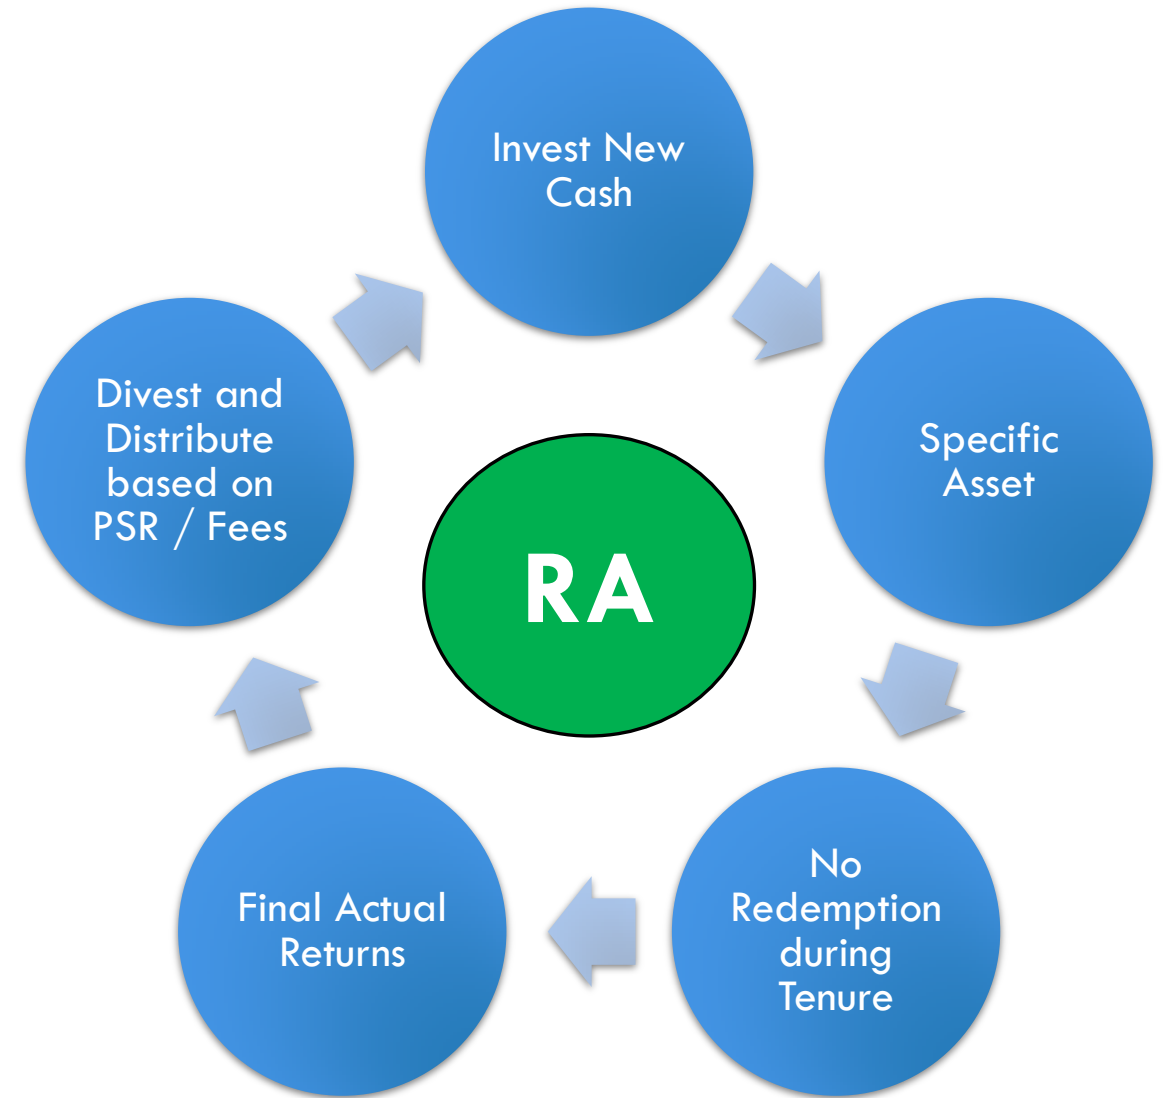 Invest New
Cash
Specific
Asset
No
Redemption
during
Tenure
Final Actual
Returns
Divest and
Distribute
based on
PSR / Fees
RA